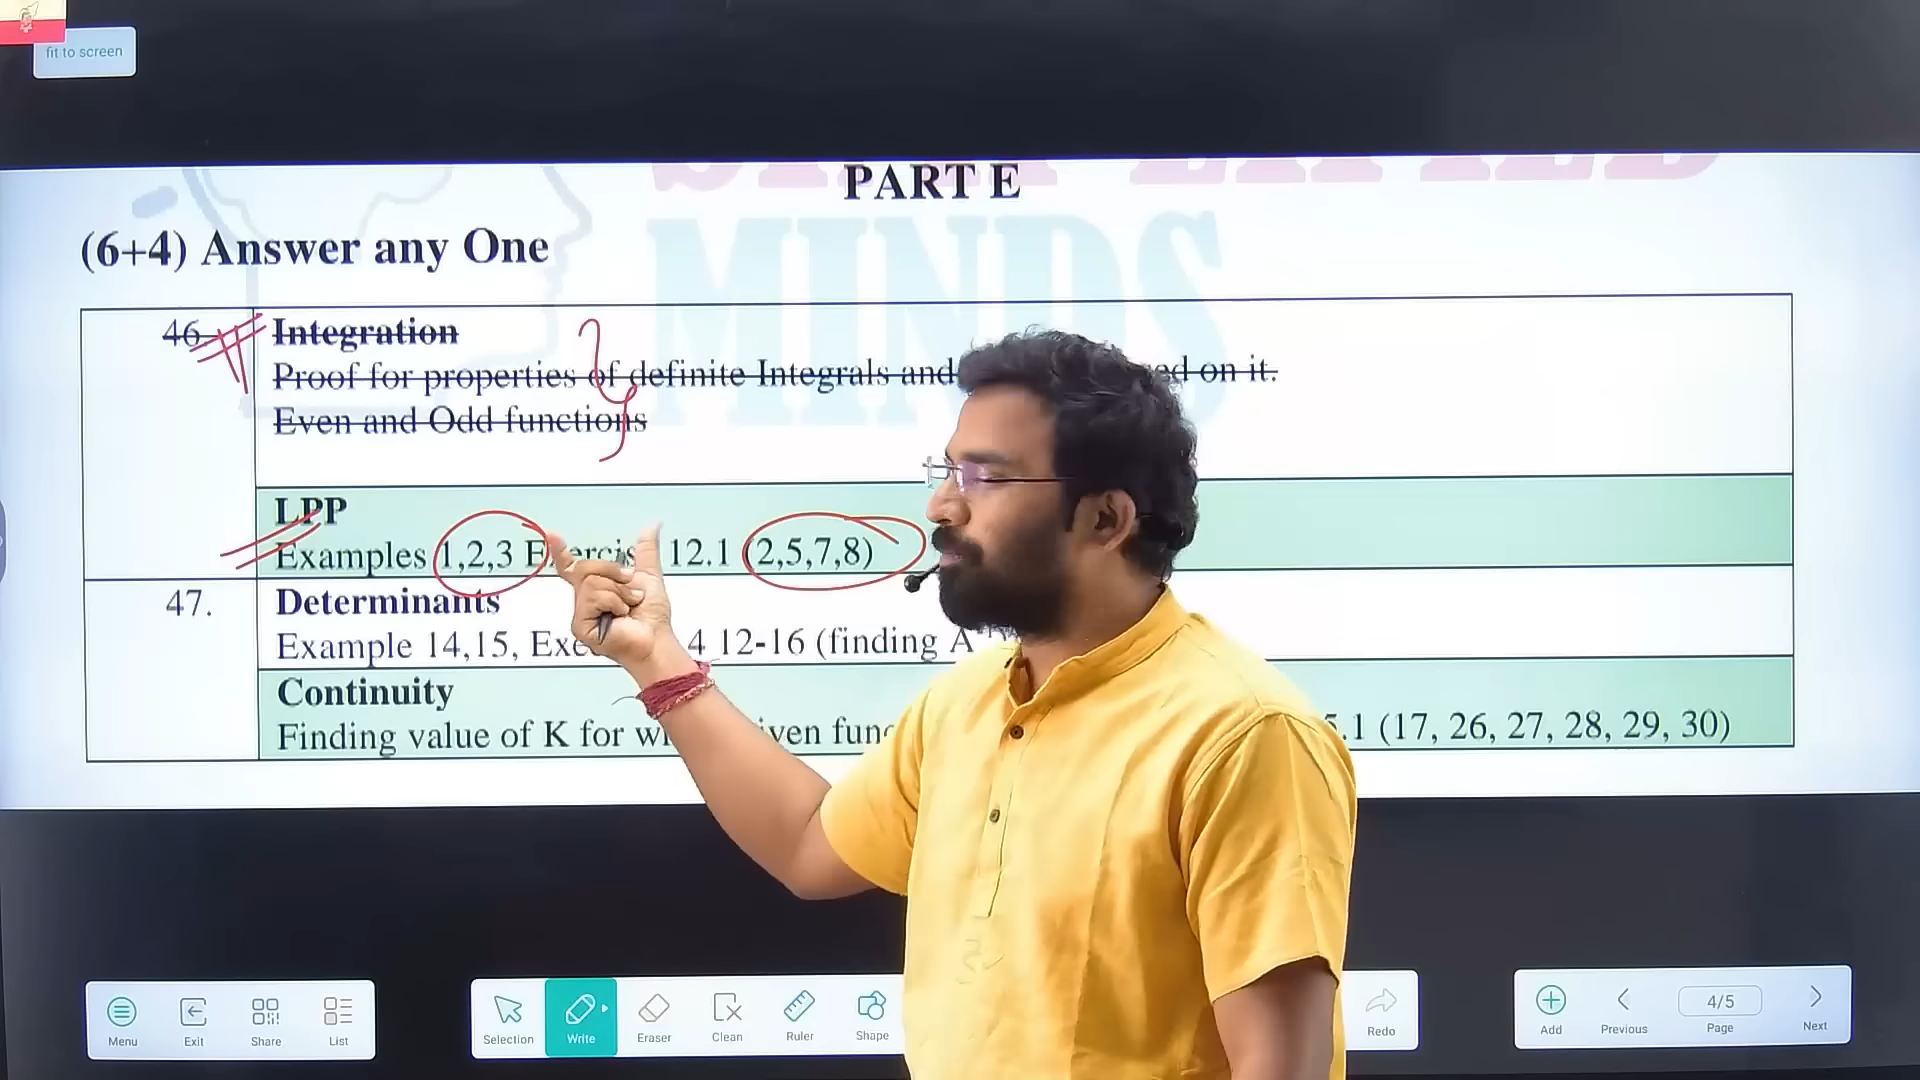 fit to screen
MINDS
PART E
(6+4) Answer any One
46 Integration
Proof for properties of definite Integrals and on it.
Even and Odd functions
LPP
Examples 1,2,3 12.1 (2,5,7,8)
47. Determinants
Example 14,15, 4 12-16 (finding A
Continuity
Finding value of K for .1 (17, 26, 27, 28, 29, 30)
Menu Exit Share List Selection Write Eraser Clean Ruler Shape Redo Add Previous 4/5 Page Next